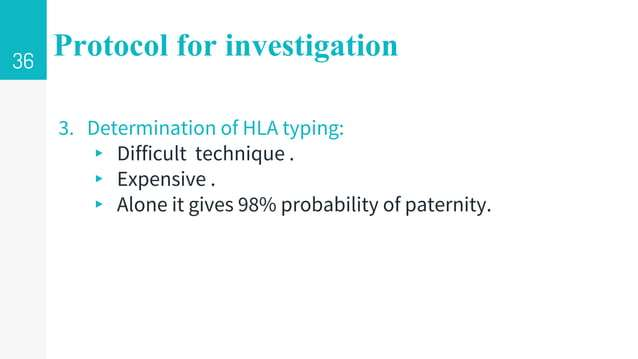 36
Protocol for investigation
3. Determination of HLA typing:
▸ Difficult technique .
▸ Expensive .
▸ Alone it gives 98% probability of paternity.